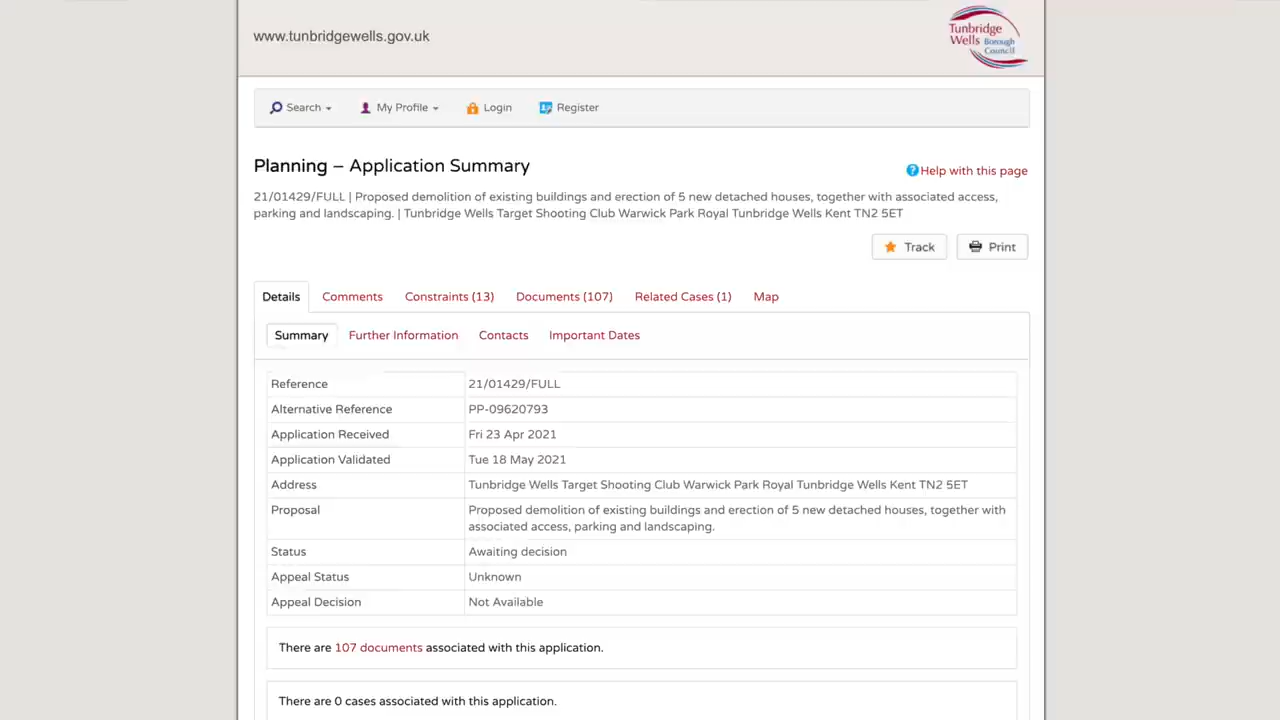 www.tunbridgewells.gov.uk
Tunbridge
Wells Borough
Council
Search
My Profile
Login
Register
Planning – Application Summary
Help with this page
21/01429/FULL | Proposed demolition of existing buildings and erection of 5 new detached houses, together with associated access,
parking and landscaping. | Tunbridge Wells Target Shooting Club Warwick Park Royal Tunbridge Wells Kent TN2 5ET
Track
Print
Details
Comments
Constraints (13)
Documents (107)
Related Cases (1)
Map
Summary
Further Information
Contacts
Important Dates
Reference 21/01429/FULL
Alternative Reference PP-09620793
Application Received Fri 23 Apr 2021
Application Validated Tue 18 May 2021
Address Tunbridge Wells Target Shooting Club Warwick Park Royal Tunbridge Wells Kent TN2 5ET
Proposal Proposed demolition of existing buildings and erection of 5 new detached houses, together with
associated access, parking and landscaping.
Status Awaiting decision
Appeal Status Unknown
Appeal Decision Not Available
There are 107 documents associated with this application.
There are 0 cases associated with this application.